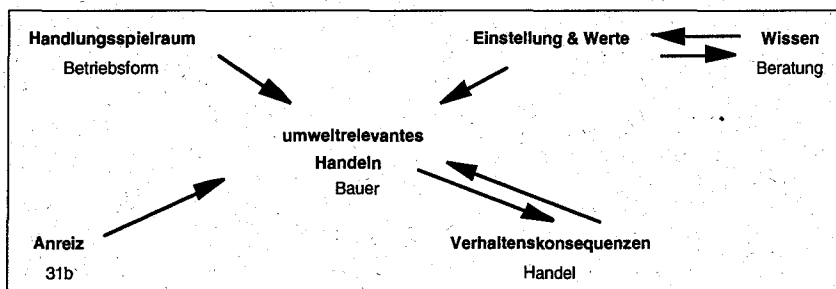 Handlungsspielraum
Betriebsform
Einstellung & Werte
Wissen
Beratung
umweltrelevantes
Handeln
Bauer
Anreiz
31b
Verhaltenskonsequenzen
Handel